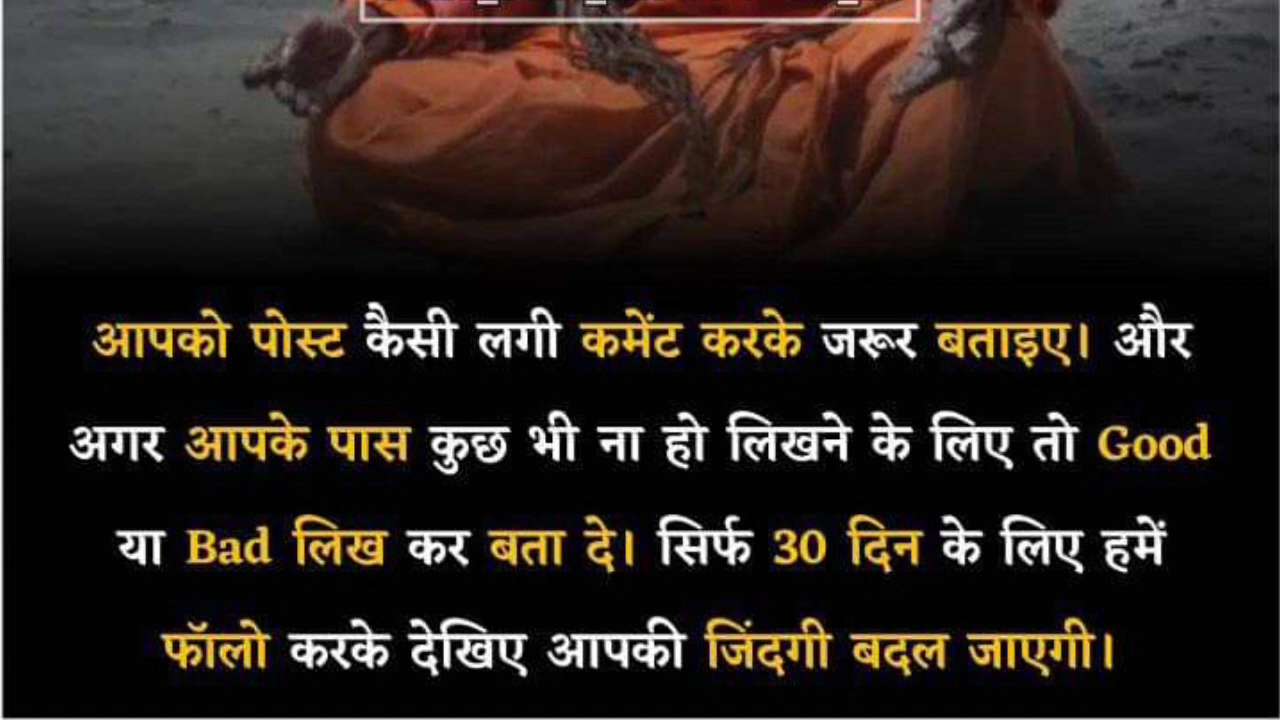 आपको पोस्ट कैसी लगी कमेंट करके जरूर बताइए। और
अगर आपके पास कुछ भी ना हो लिखने के लिए तो Good
या Bad लिख कर बता दे। सिर्फ 30 दिन के लिए हमें
फॉलो करके देखिए आपकी जिंदगी बदल जाएगी।